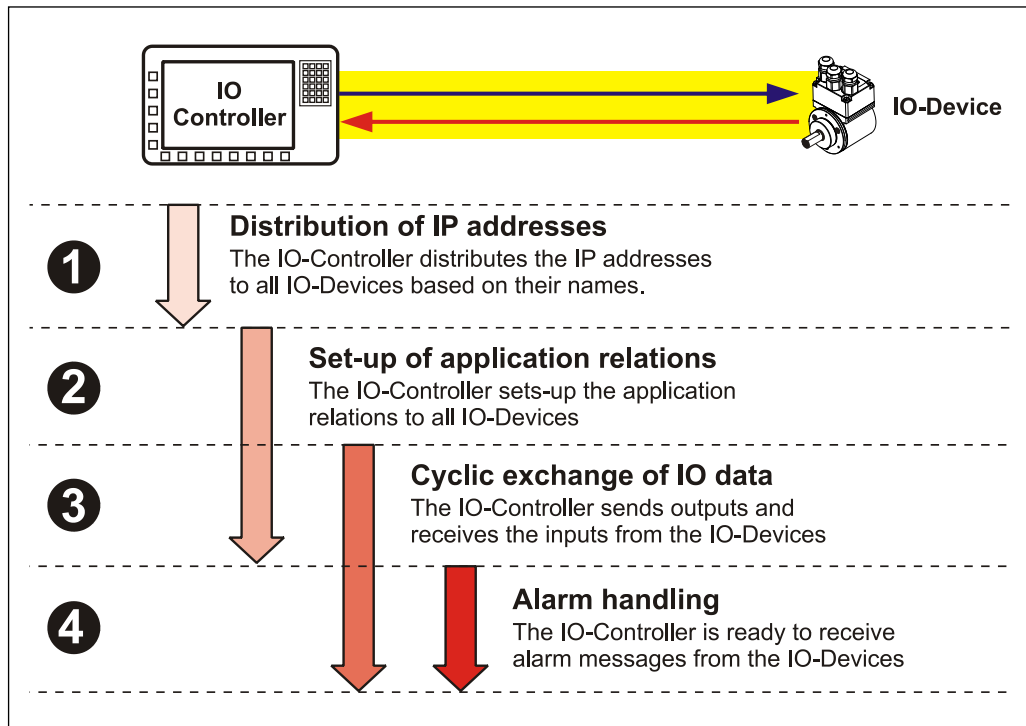 IO
Controller
IO-Device
1
Distribution of IP addresses
The IO-Controller distributes the IP addresses
to all IO-Devices based on their names.
2
Set-up of application relations
The IO-Controller sets-up the application
relations to all IO-Devices
3
Cyclic exchange of IO data
The IO-Controller sends outputs and
receives the inputs from the IO-Devices
4
Alarm handling
The IO-Controller is ready to receive
alarm messages from the IO-Devices